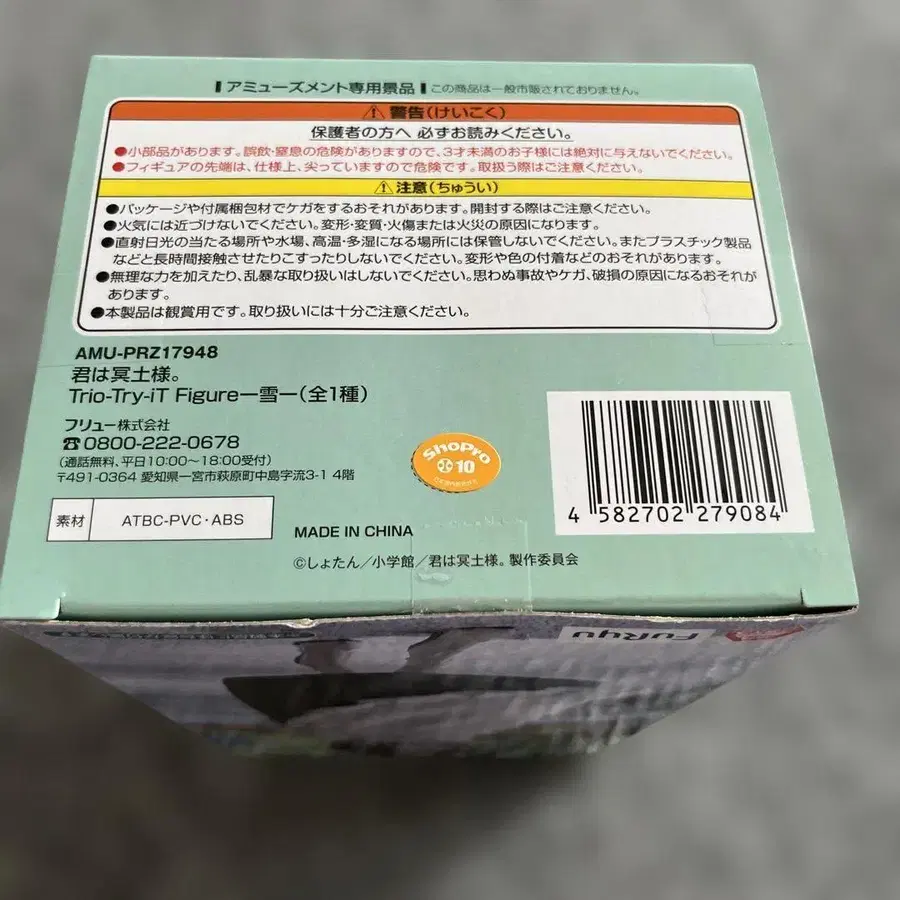 アミューズメント専用景品 この商品は一般市販されておりません。
⚠警告(けいこく)
保護者の方へ 必ずお読みください。
●小部品があります。誤飲・窒息の危険がありますので、3才未満のお子様には絶対に与えないでください。
●フィギュアの先端は、仕様上、尖っていますので危険です。取扱う際はご注意ください。
⚠注意(ちゅうい)
●パッケージや付属梱包材でケガをするおそれがあります。開封する際はご注意ください。
●火気には近づけないでください。変形・変質・火傷または火災の原因になります。
●直射日光の当たる場所や水場、高温・多湿になる場所には保管しないでください。またプラスチック製品
などと長時間接触させたりこすったりしないでください。変形や色の付着などのおそれがあります。
●無理な力を加えたり、乱暴な取り扱いはしないでください。思わぬ事故やケガ、破損の原因になるおそれが
あります。
●本製品は観賞用です。取り扱いには十分ご注意ください。
AMU-PRZ17948
君は冥土様。
Trio-Try-iT Figureー雪ー(全1種)
フリュー株式会社
☎0800-222-0678
(通話無料、平日10:00~18:00受付)
〒491-0364 愛知県一宮市萩原町中島字流3-1 4階
素材 ATBC-PVC・ABS
ShoPro
10
MADE IN CHINA
4 582702 279084
©しょたん/小学館/君は冥土様。製作委員会
FuRyu